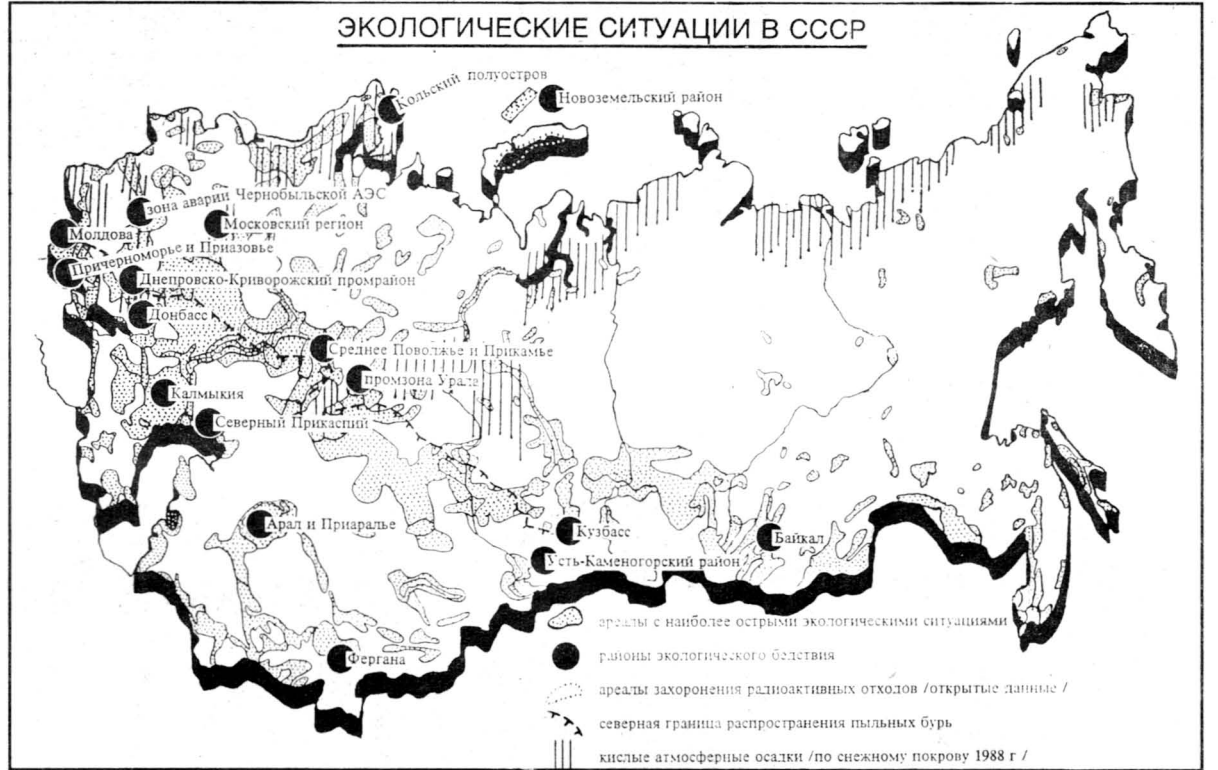 ЭКОЛОГИЧЕСКИЕ СИТУАЦИИ В СССР
Кольский полуостров
Новоземельский район
зона аварии Чернобыльской АЭС
Московский регион
Молдова
Причерноморье и Приазовье
Днепровско-Криворожский промрайон
Донбасс
Среднее Поволжье и Прикамье
промзона Урала
Калмыкия
Северный Прикаспий
Арал и Приаралье
Кузбасс
Байкал
Усть-Каменогорский район
Фергана
ареалы с наиболее острыми экологическими ситуациями
районы экологического бедствия
ареалы захоронения радиоактивных отходов /открытые данные /
северная граница распространения пыльных бурь
кислые атмосферные осадки /по снежному покрову 1988 г /